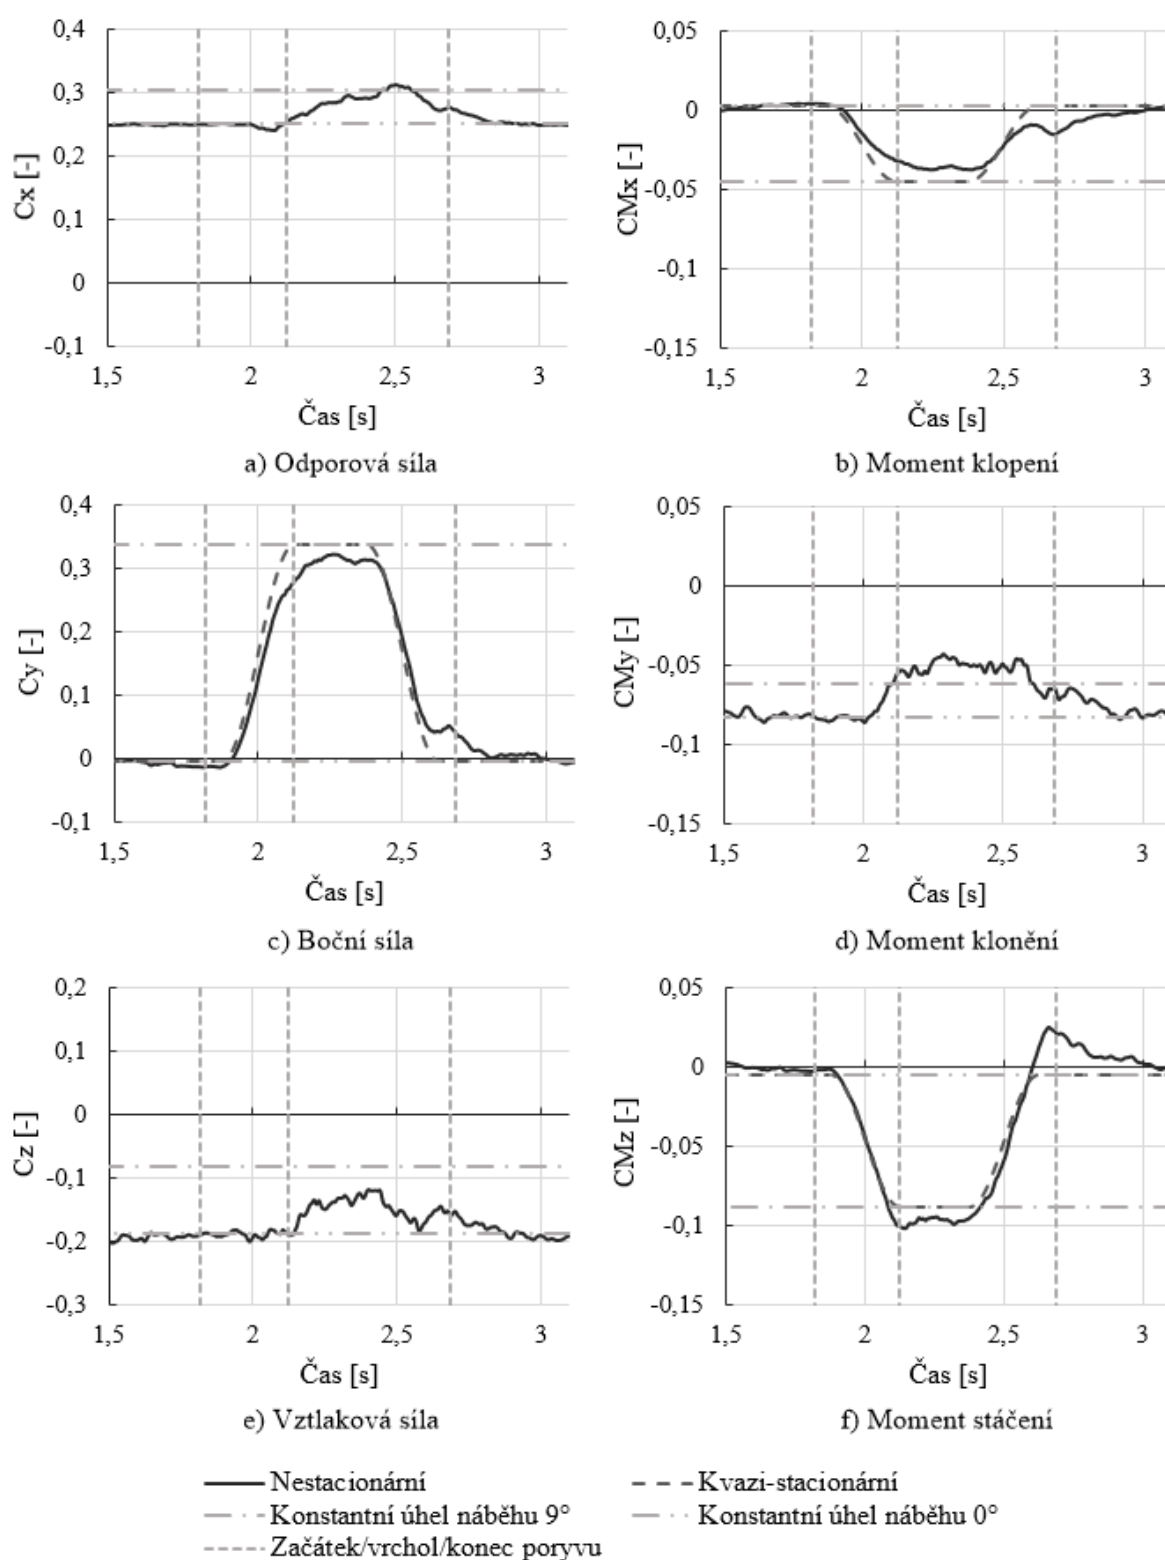 0,4
0,3
0,2
0,1
0
-0,1
Cx [-]
1,5 2 2,5 3
Čas [s]
a) Odporová síla
0,05
0
-0,05
-0,1
-0,15
CMx [-]
1,5 2 2,5 3
Čas [s]
b) Moment klopení
0,4
0,3
0,2
0,1
0
-0,1
Cy [-]
1,5 2 2,5 3
Čas [s]
c) Boční síla
0,05
0
-0,05
-0,1
-0,15
CMy [-]
1,5 2 2,5 3
Čas [s]
d) Moment klonění
0,2
0,1
0
-0,1
-0,2
-0,3
Cz [-]
1,5 2 2,5 3
Čas [s]
e) Vztlaková síla
0,05
0
-0,05
-0,1
-0,15
CMz [-]
1,5 2 2,5 3
Čas [s]
f) Moment stáčení
Nestacionární Kvazi-stacionární
Konstantní úhel náběhu 9° Konstantní úhel náběhu 0°
Začátek/vrchol/konec poryvu